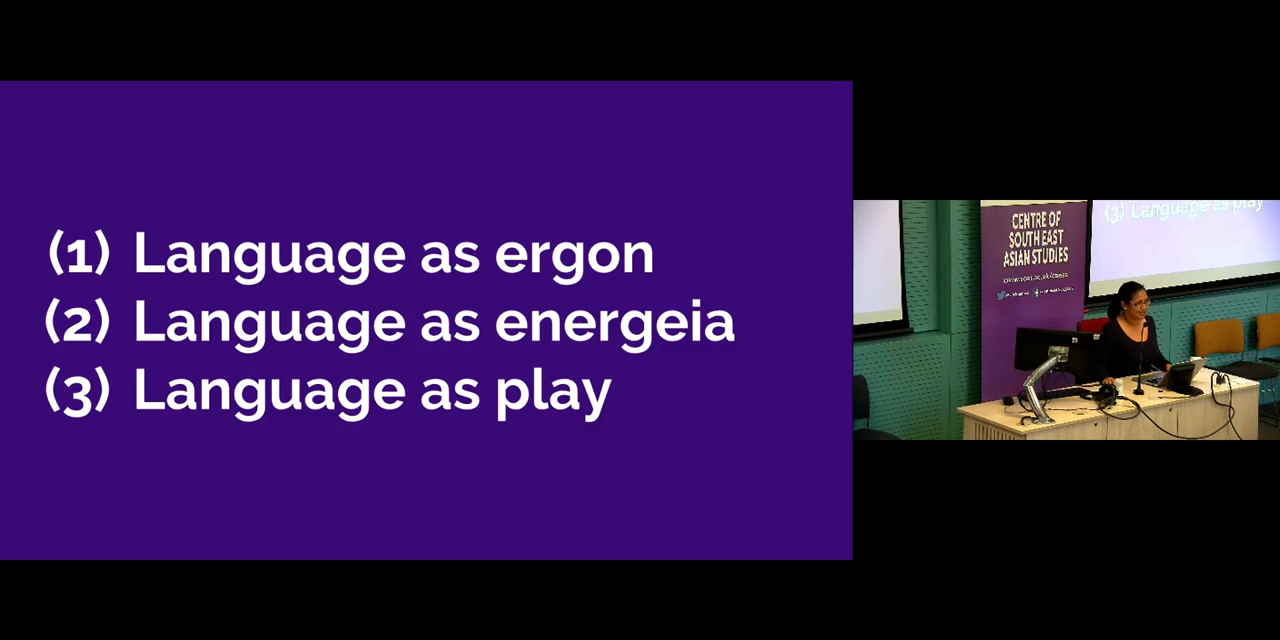 (1) Language as ergon
(2) Language as energeia
(3) Language as play
CENTRE OF
SOUTH EAST
ASIAN STUDIES
(3) Language as play